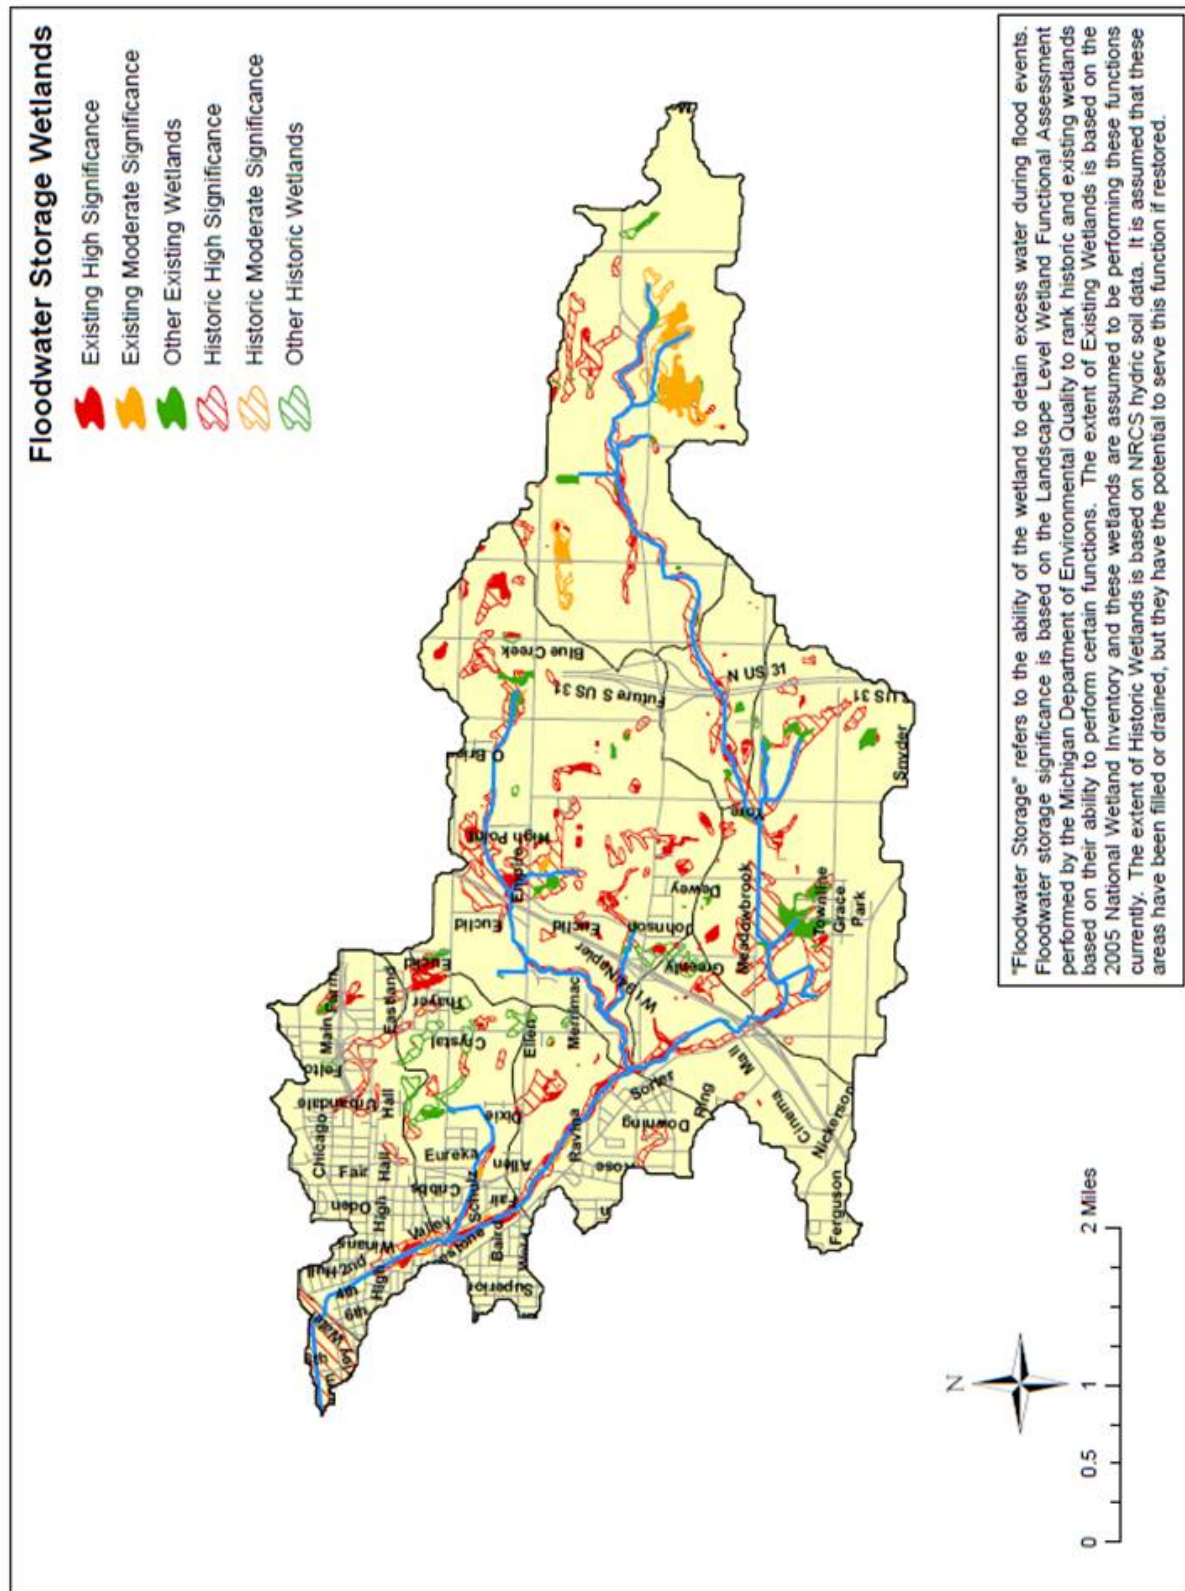 Floodwater Storage Wetlands
Existing High Significance
Existing Moderate Significance
Other Existing Wetlands
Historic High Significance
Historic Moderate Significance
Other Historic Wetlands
Main
Chicago
Urbandale
Hall
Eastland
Euclid
Thayer
Crystal
Fair
Hall
Oden
High
Winans
Hull
2nd
4th
6th
High
Valley
Cribbs
Eureka
Schulz
Dixie
Ellen
Merrimac
Allen
Fair
Baird
Superior
Ravina
Downing
Ring
Mall
Cinema
Nickerson
Ferguson
Euclid
Empire
High Point
Euclid
Napier
Johnson
Greenly
Dewey
Meadowbrook
Yore
Townline
Grace
Park
Blue Creek
Future S US 31
N US 31
S US 31
Snyder
N
0 0.5 1 2 Miles
"Floodwater Storage" refers to the ability of the wetland to detain excess water during flood events.
Floodwater storage significance is based on the Landscape Level Wetland Functional Assessment
performed by the Michigan Department of Environmental Quality to rank historic and existing wetlands
based on their ability to perform certain functions. The extent of Existing Wetlands is based on the
2005 National Wetland Inventory and these wetlands are assumed to be performing these functions
currently. The extent of Historic Wetlands is based on NRCS hydric soil data. It is assumed that these
areas have been filled or drained, but they have the potential to serve this function if restored.